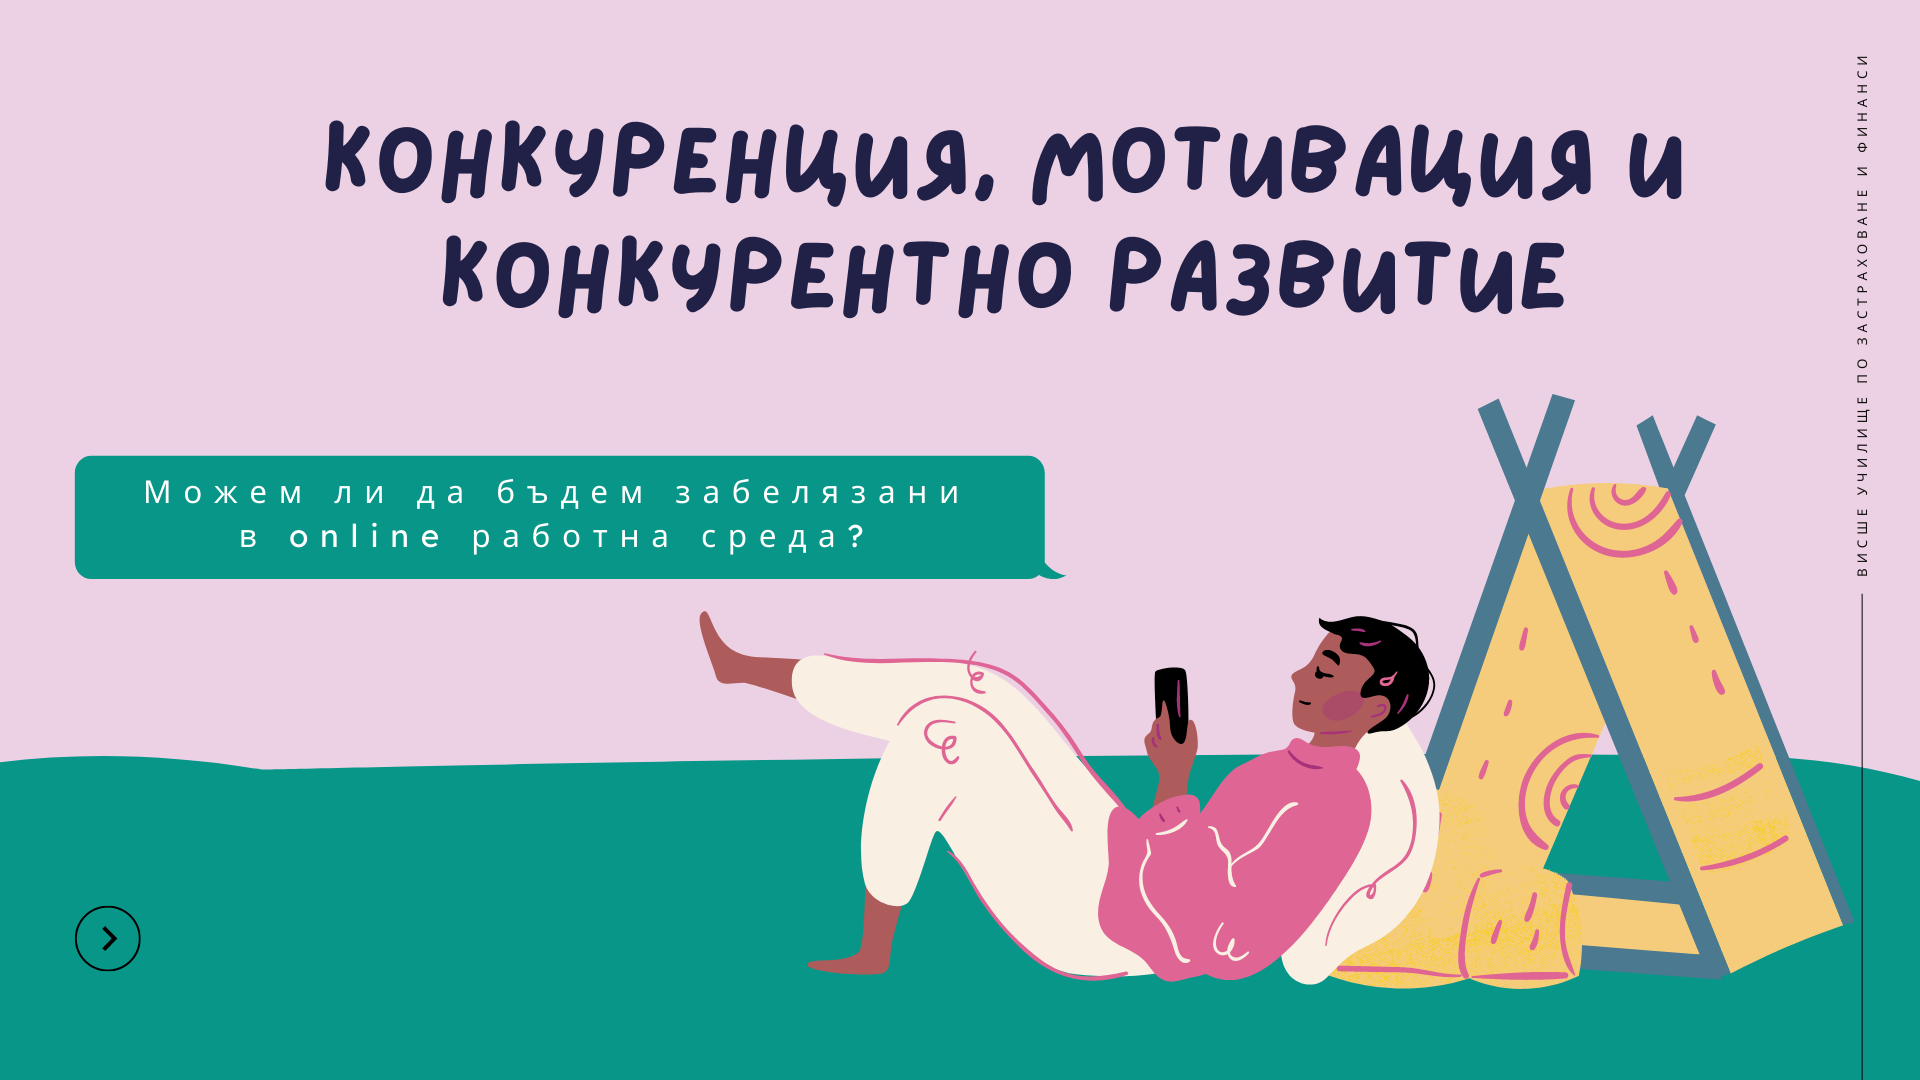 КОНКУРЕНЦИЯ, МОТИВАЦИЯ И
КОНКУРЕНТНО РАЗВИТИЕ
Можем ли да бъдем забелязани
в online работна среда?
ВИСШЕ УЧИЛИЩЕ ПО ЗАСТРАХОВАНЕ И ФИНАНСИ